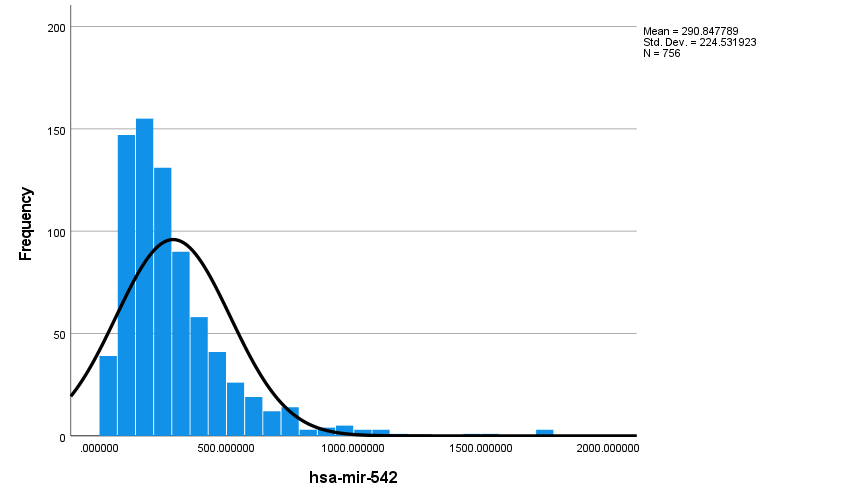 200
150
100
50
0
Frequency
.000000
500.000000
1000.000000
1500.000000
2000.000000
hsa-mir-542
Mean = 290.847789
Std. Dev. = 224.531923
N = 756